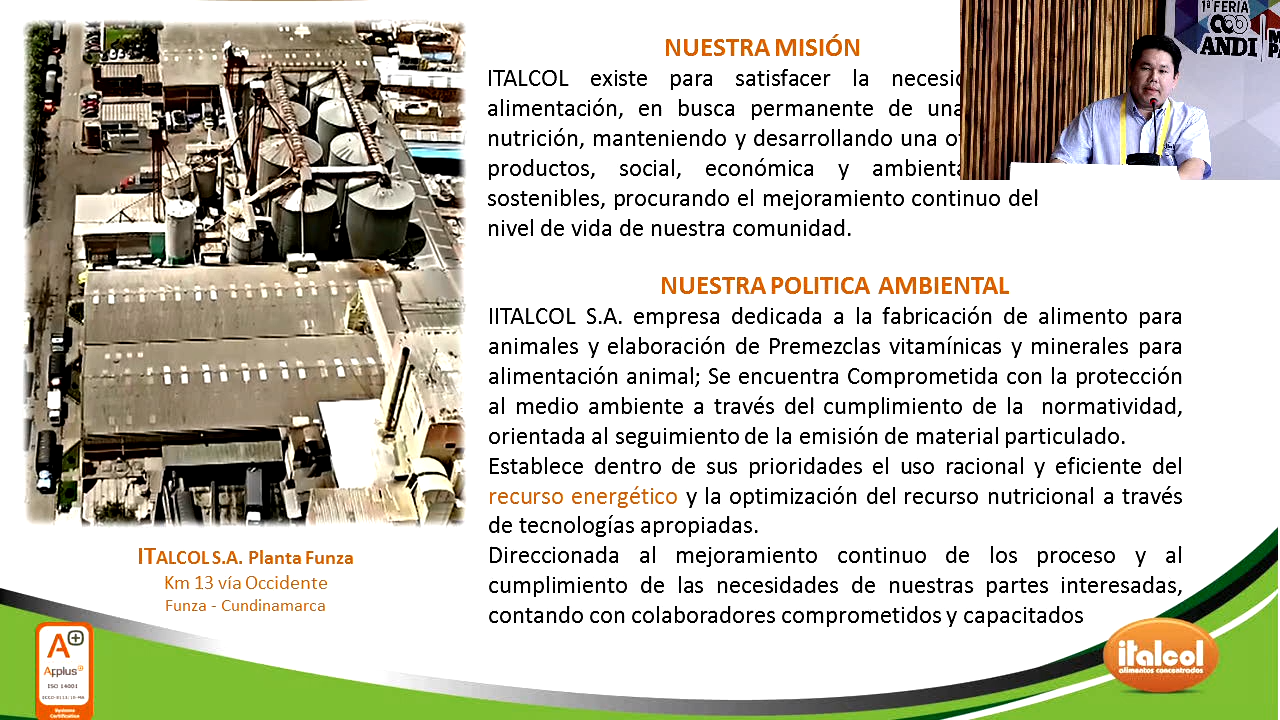 NUESTRA MISIÓN
ITALCOL existe para satisfacer la
alimentación, en busca permanente de una
nutrición, manteniendo y desarrollando una
productos, social, económica y
sostenibles, procurando el mejoramiento continuo del
nivel de vida de nuestra comunidad.
NUESTRA POLITICA AMBIENTAL
IITALCOL S.A. empresa dedicada a la fabricación de alimento para
animales y elaboración de Premezclas vitamínicas y minerales para
alimentación animal; Se encuentra Comprometida con la protección
al medio ambiente a través del cumplimiento de la normatividad,
orientada al seguimiento de la emisión de material particulado.
Establece dentro de sus prioridades el uso racional y eficiente del
recurso energético y la optimización del recurso nutricional a través
de tecnologías apropiadas.
Direccionada al mejoramiento continuo de los proceso y al
cumplimiento de las necesidades de nuestras partes interesadas,
contando con colaboradores comprometidos y capacitados
ITALCOL S.A. Planta Funza
Km 13 vía Occidente
Funza - Cundinamarca
A+
Applus+
ISO 14001
Systems
Certification
italcol
alimentos concentrados
1ª FERIA
ANDI